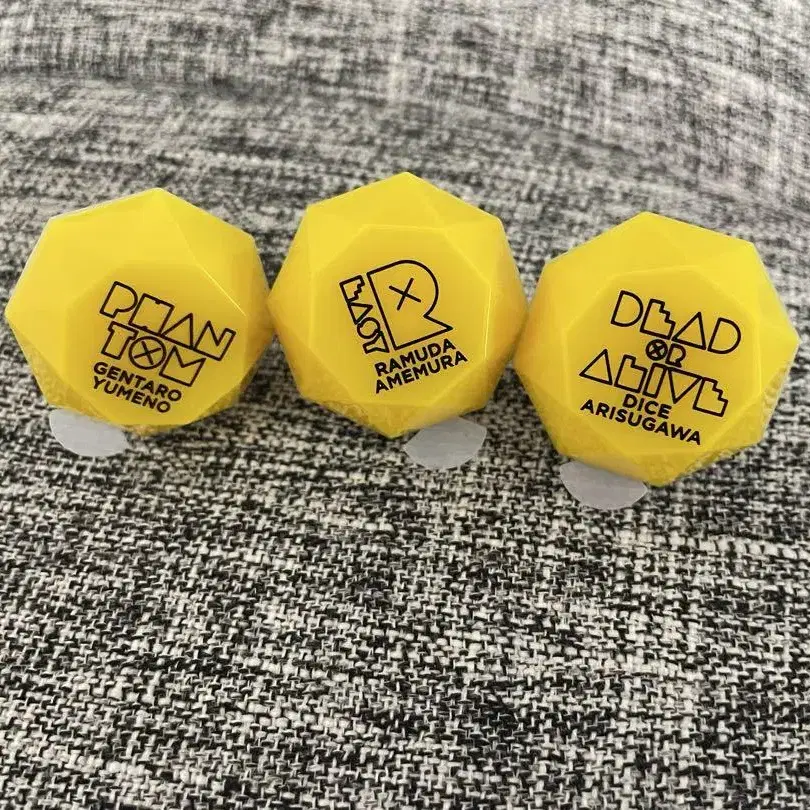 PHAN
TOM
GENTARO
YUMENO
EASY R
RAMUDA
AMEMURA
DEAD
OR
ALIVE
DICE
ARISUGAWA